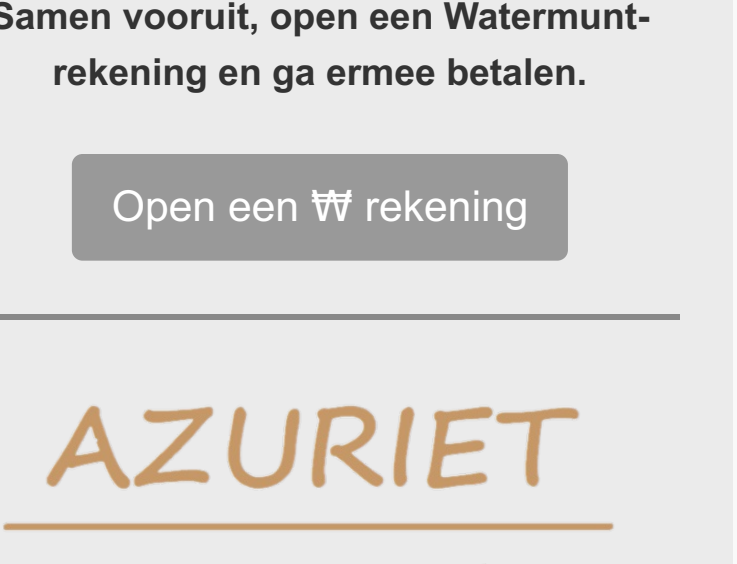 Samen vooruit, open een Watermunt-
rekening en ga ermee betalen.
Open een ₩ rekening
AZURIET